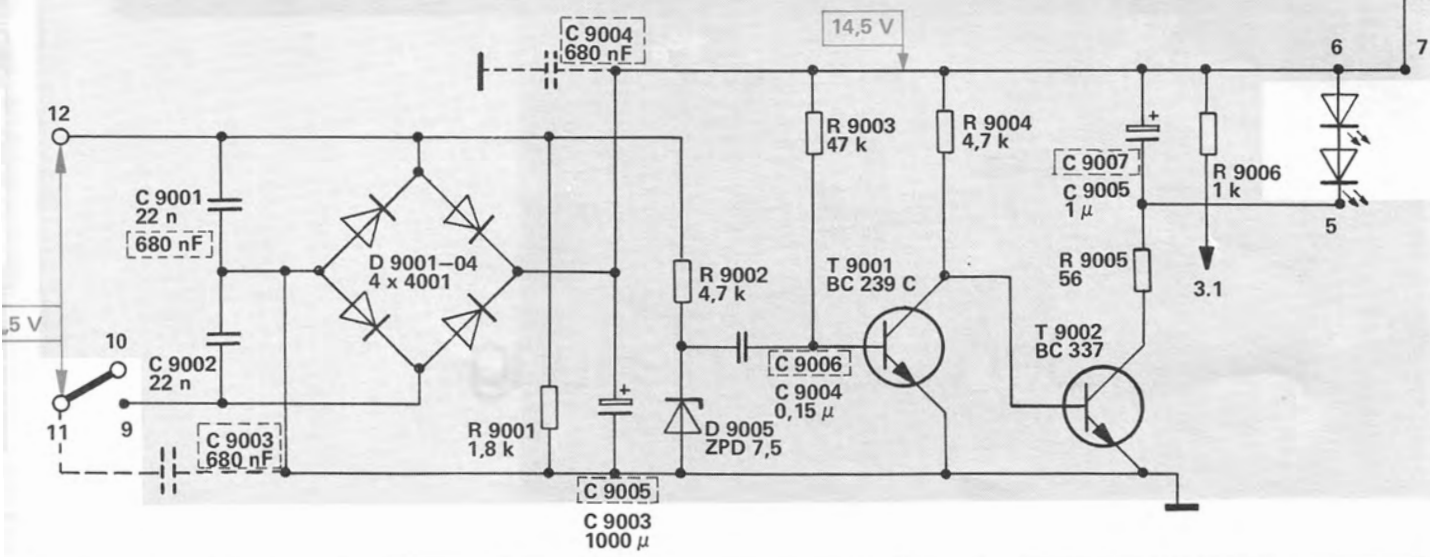 C 9004
680 nF
14,5 V
6
7
12
R 9003
47 k
R 9004
4,7 k
C 9007
C 9005
1 µ
R 9006
1 k
C 9001
22 n
680 nF
D 9001–04
4 x 4001
R 9002
4,7 k
T 9001
BC 239 C
R 9005
56
5
3.1
,5 V
10
C 9002
22 n
T 9002
BC 337
C 9006
C 9004
0,15 µ
11
9
C 9003
680 nF
R 9001
1,8 k
D 9005
ZPD 7,5
C 9005
C 9003
1000 µ
+
+